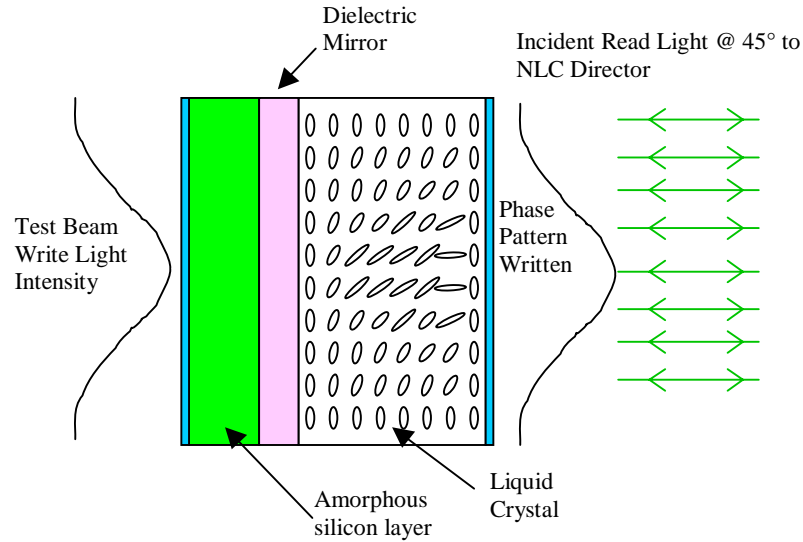 Dielectric
Mirror
Incident Read Light @ 45° to
NLC Director
Test Beam
Write Light
Intensity
Phase
Pattern
Written
Amorphous
silicon layer
Liquid
Crystal